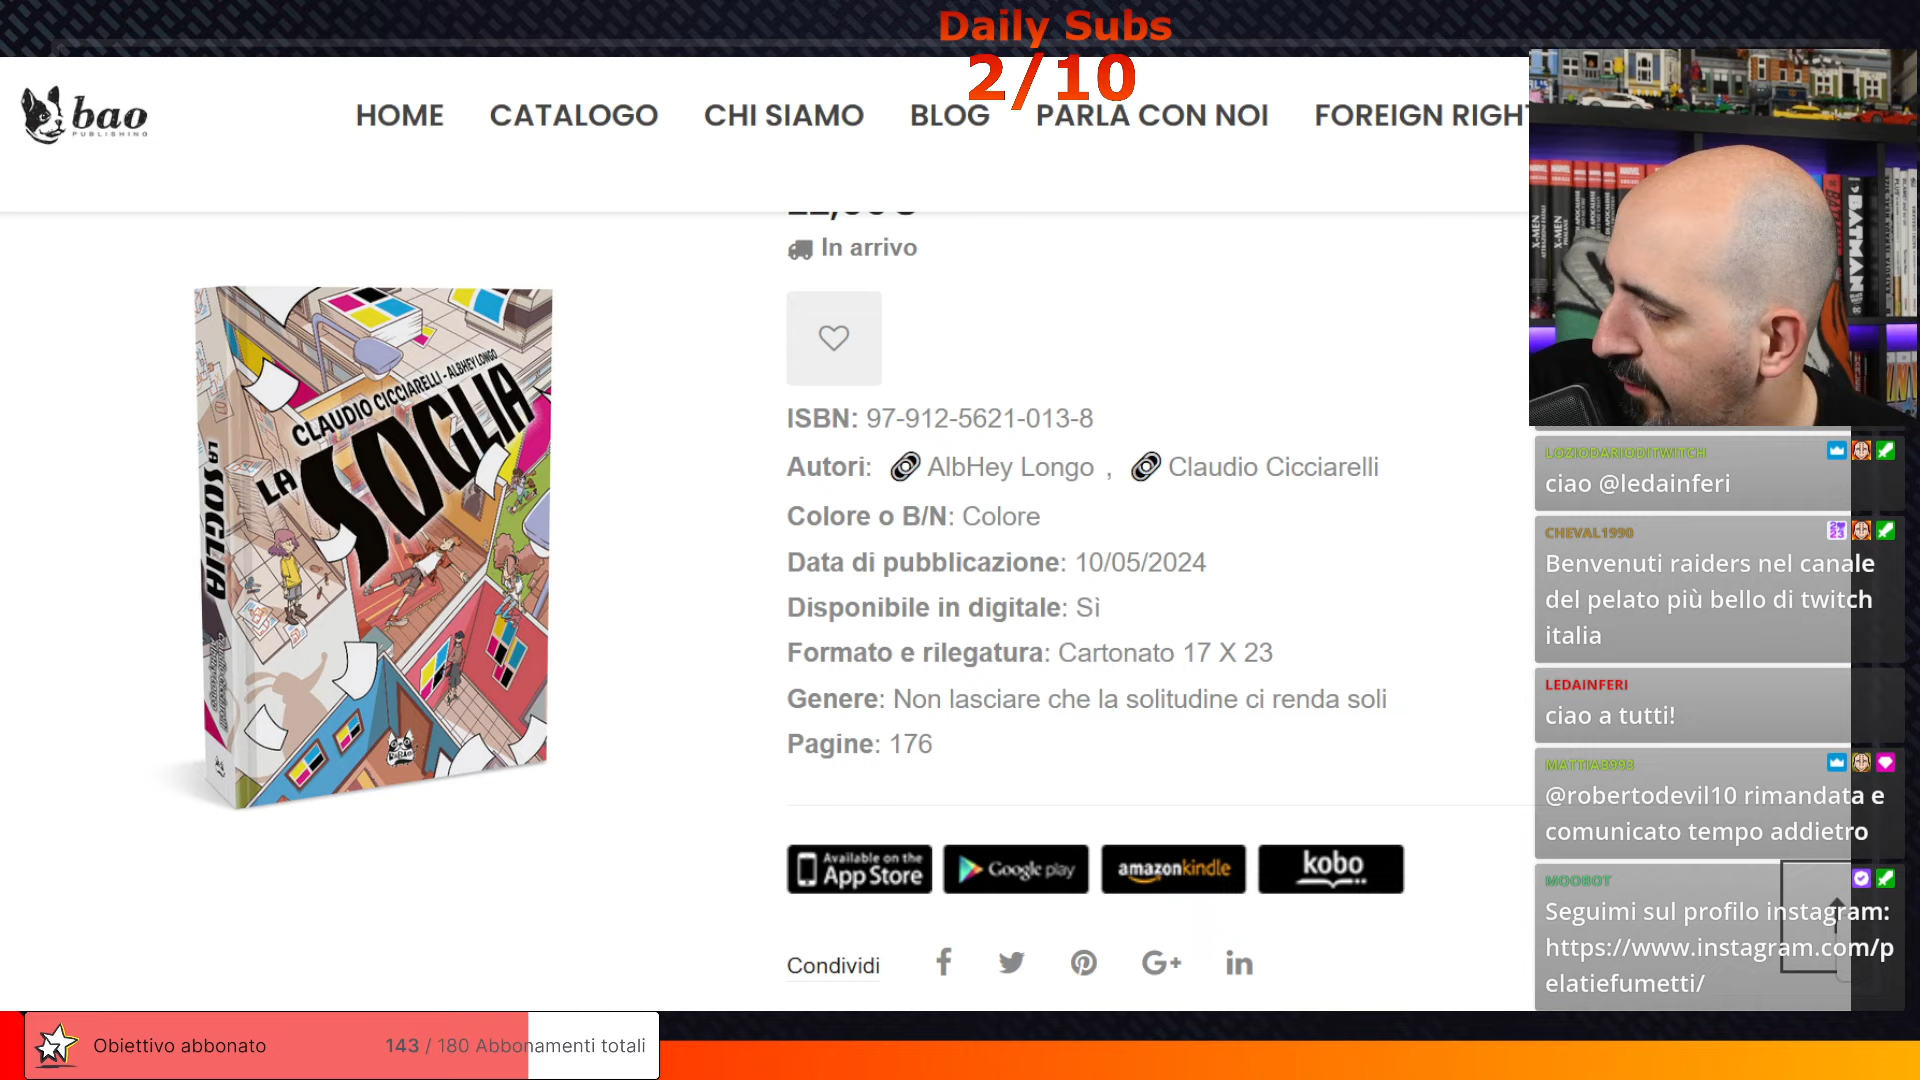 Daily Subs
2/10
bao
PUBLISHING
HOME
CATALOGO
CHI SIAMO
BLOG
PARLA CON NOI
FOREIGN RIGHT
In arrivo
ISBN: 97-912-5621-013-8
Autori: AlbHey Longo , Claudio Cicciarelli
Colore o B/N: Colore
Data di pubblicazione: 10/05/2024
Disponibile in digitale: Sì
Formato e rilegatura: Cartonato 17 X 23
Genere: Non lasciare che la solitudine ci renda soli
Pagine: 176
Available on the
App Store
Google play
amazonkindle
kobo
Condividi
CLAUDIO CICCIARELLI - ALBHEY LONGO
LA SOGLIA
LA SOGLIA
X-MEN
X-MEN
BATMAN
LOZIODARIODITWITCH
ciao @ledainferi
CHEVAL1990
Benvenuti raiders nel canale
del pelato più bello di twitch
italia
LEDAINFERI
ciao a tutti!
MATTIA3993
@robertodevil10 rimandata e
comunicato tempo addietro
MOOBOT
Seguimi sul profilo instagram:
https://www.instagram.com/p
elatiefumetti/
Obiettivo abbonato
143 / 180 Abbonamenti totali